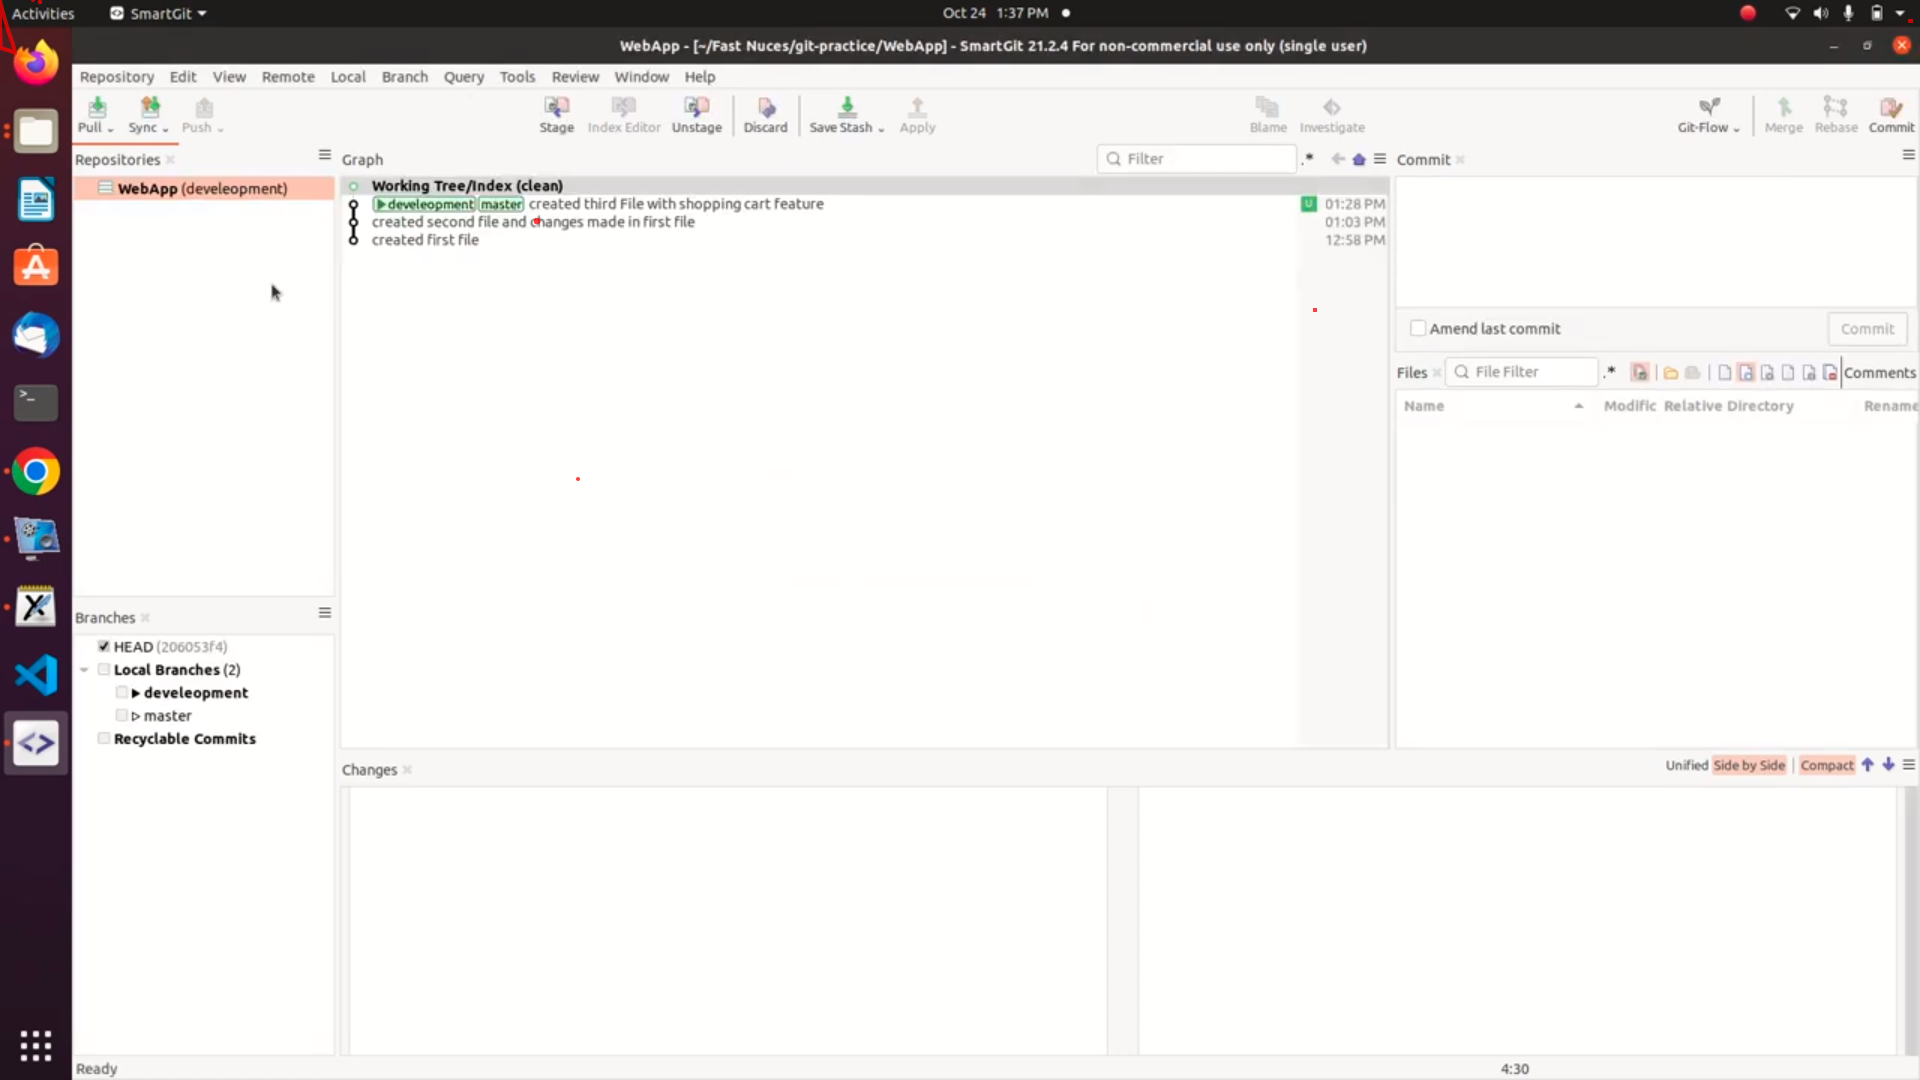 Activities SmartGit Oct 24 1:37 PM
WebApp - [~/Fast Nuces/git-practice/WebApp] - SmartGit 21.2.4 For non-commercial use only (single user)
Repository Edit View Remote Local Branch Query Tools Review Window Help
Pull Sync Push Stage Index Editor Unstage Discard Save Stash Apply Blame Investigate Git-Flow Merge Rebase Commit
Repositories
WebApp (develeopment)
Graph Filter .*
Working Tree/Index (clean)
develeopment master created third File with shopping cart feature U 01:28 PM
created second file and changes made in first file 01:03 PM
created first file 12:58 PM
Commit
Amend last commit Commit
Files File Filter .* Comments
Name Modific Relative Directory Rename
Branches
HEAD (206053f4)
Local Branches (2)
develeopment
master
Recyclable Commits
Changes Unified Side by Side | Compact
Ready 4:30